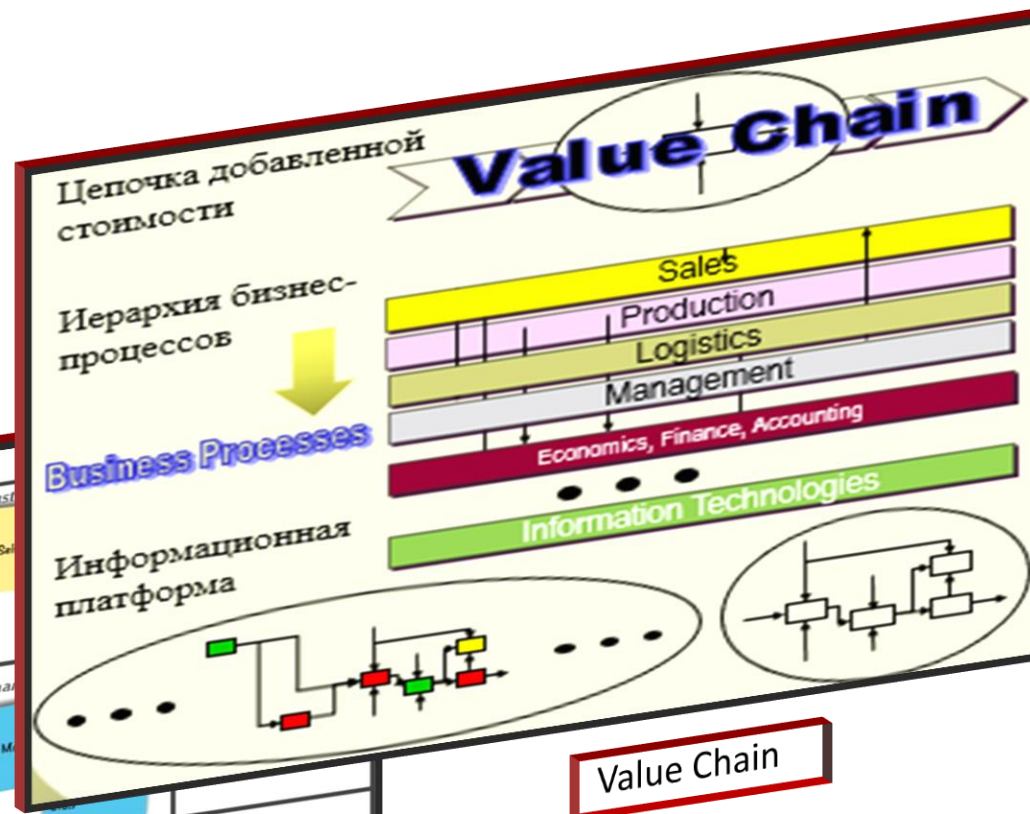 Value Chain
Цепочка добавленной
стоимости
Sales
Иерархия бизнес-
процессов
Production
Logistics
Management
Business Processes
Economics, Finance, Accounting
Information Technologies
Информационная
платформа
Value Chain